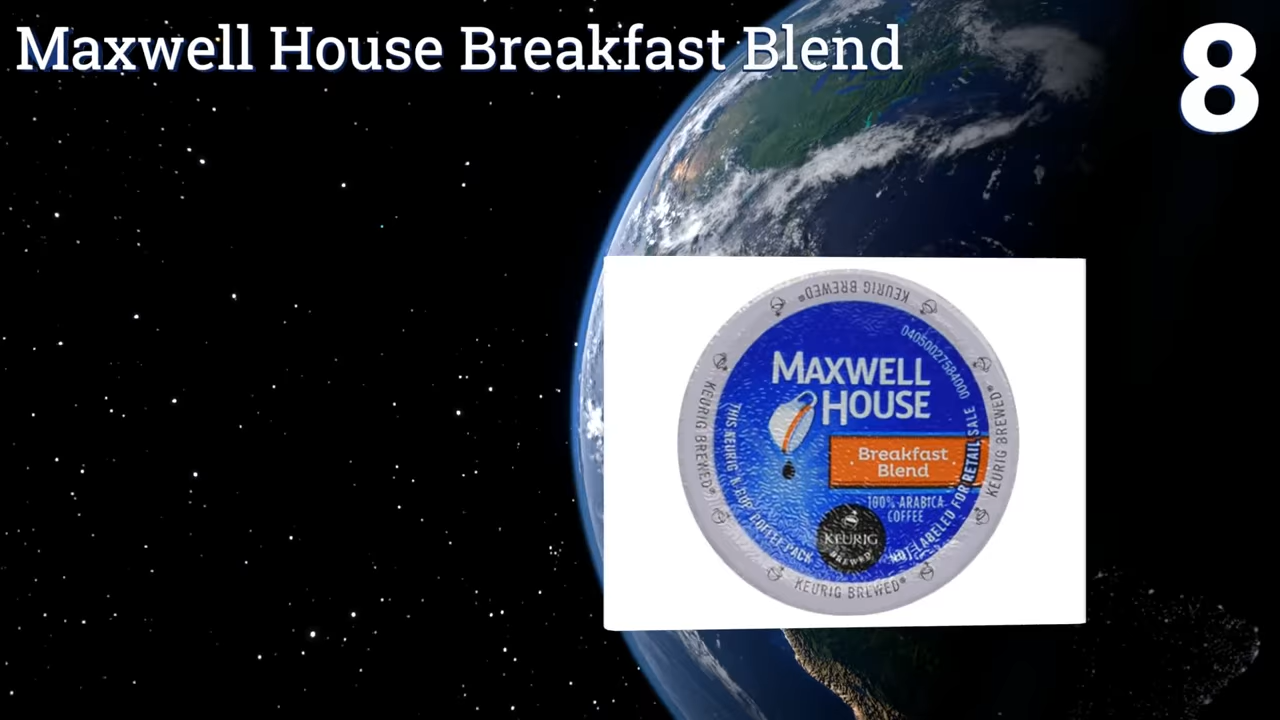 Maxwell House Breakfast Blend
8
KEURIG BREWED®
KEURIG BREWED®
KEURIG BREWED®
KEURIG BREWED®
04050027584000
MAXWELL
HOUSE
Breakfast
Blend
100% ARABICA
COFFEE
KEURIG
BREWED
THIS KEURIG K-CUP COFFEE PACK
NOT LABELED FOR RETAIL SALE